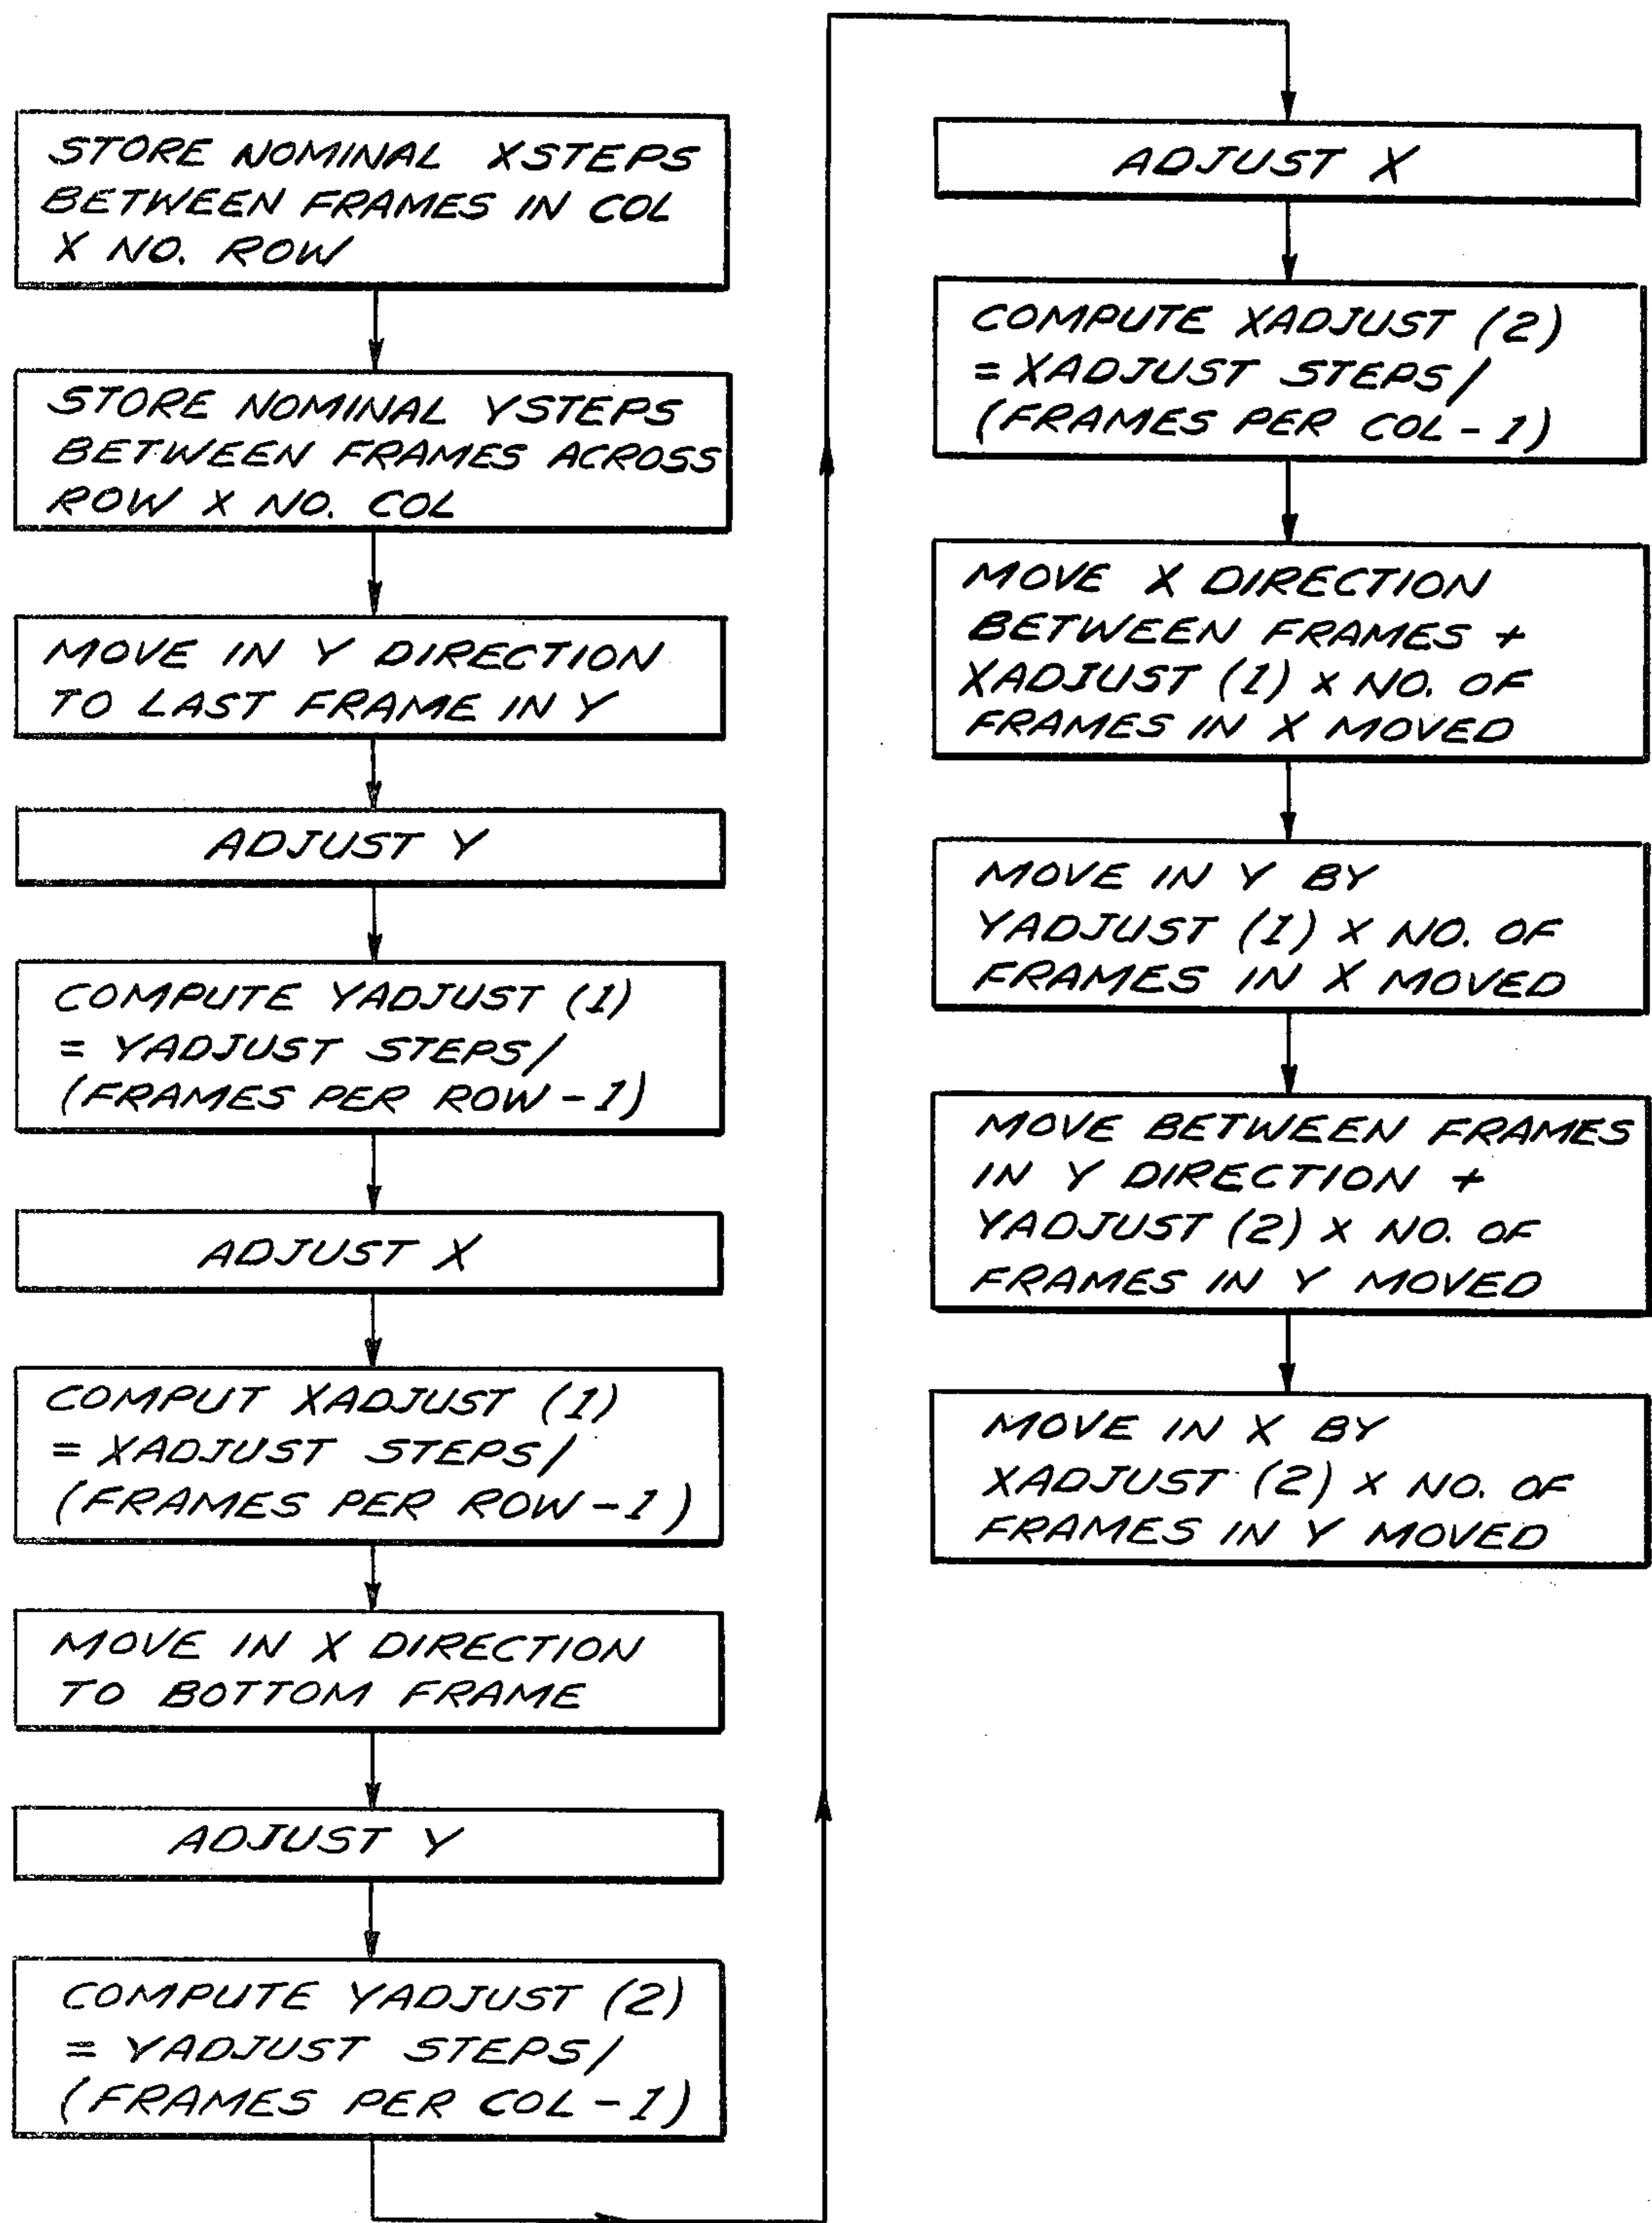 STORE NOMINAL XSTEPS
BETWEEN FRAMES IN COL
X NO. ROW
STORE NOMINAL YSTEPS
BETWEEN FRAMES ACROSS
ROW X NO. COL
MOVE IN Y DIRECTION
TO LAST FRAME IN Y
ADJUST Y
COMPUTE YADJUST (1)
= YADJUST STEPS/
(FRAMES PER ROW-1)
ADJUST X
COMPUT XADJUST (1)
= XADJUST STEPS/
(FRAMES PER ROW-1)
MOVE IN X DIRECTION
TO BOTTOM FRAME
ADJUST Y
COMPUTE YADJUST (2)
= YADJUST STEPS/
(FRAMES PER COL-1)
ADJUST X
COMPUTE XADJUST (2)
= XADJUST STEPS/
(FRAMES PER COL-1)
MOVE X DIRECTION
BETWEEN FRAMES +
XADJUST (1) X NO. OF
FRAMES IN X MOVED
MOVE IN Y BY
YADJUST (1) X NO. OF
FRAMES IN X MOVED
MOVE BETWEEN FRAMES
IN Y DIRECTION +
YADJUST (2) X NO. OF
FRAMES IN Y MOVED
MOVE IN X BY
XADJUST (2) X NO. OF
FRAMES IN Y MOVED